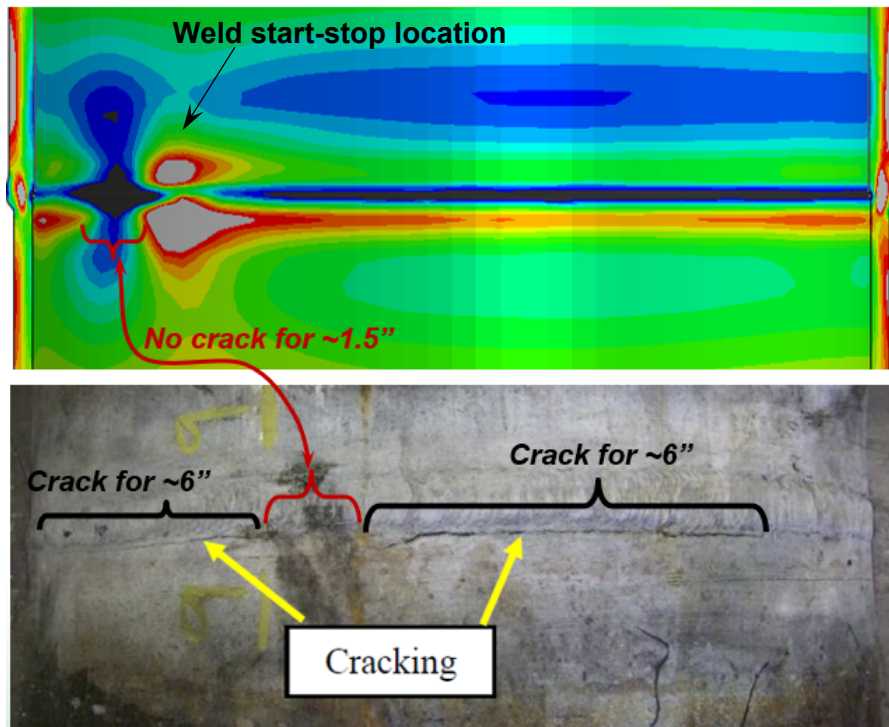 Weld start-stop location
No crack for ~1.5”
Crack for ~6”
Crack for ~6”
Cracking